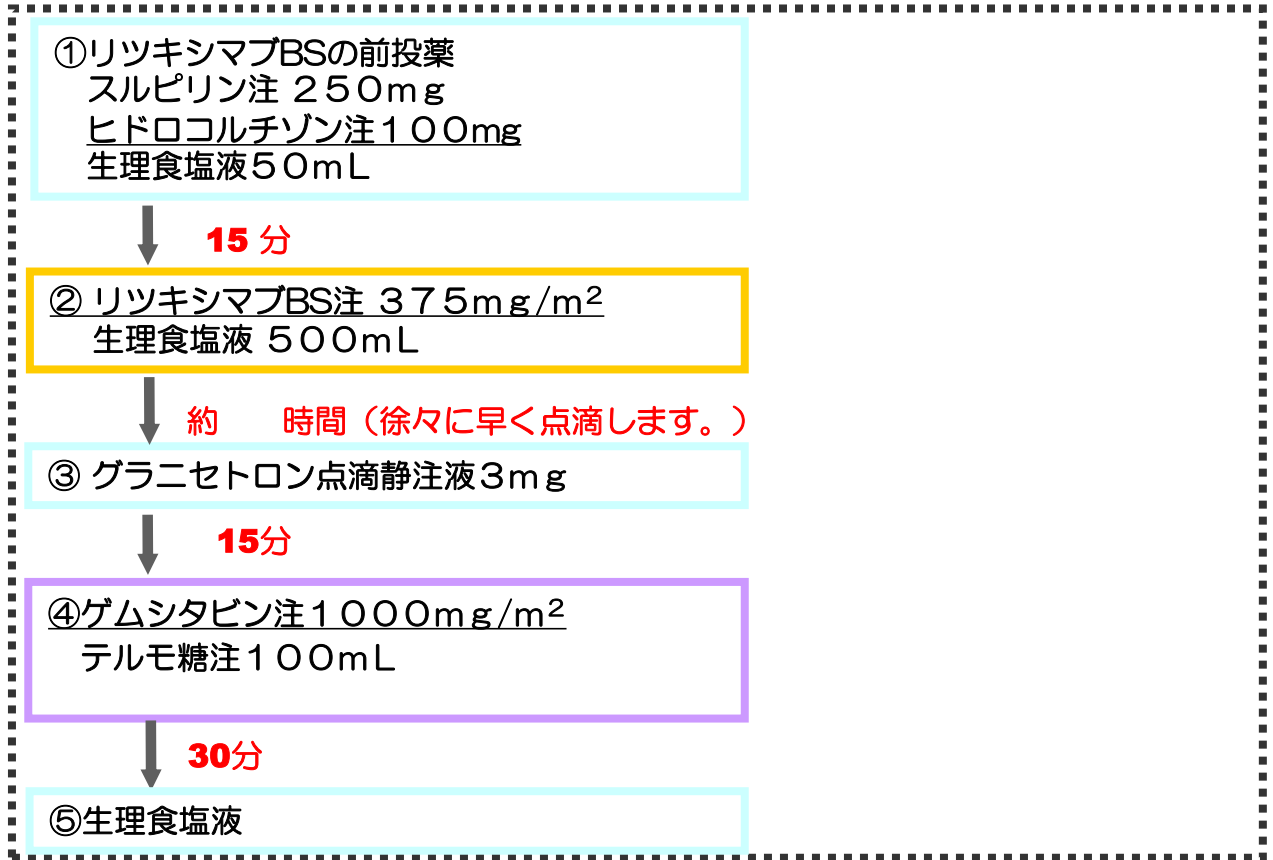 ①リツキシマブBSの前投薬
スルピリン注 ２５０ｍｇ
ヒドロコルチゾン注１００mg
生理食塩液５０ｍＬ
15 分
② リツキシマブBS注 ３７５ｍｇ/ｍ²
生理食塩液 ５００ｍＬ
約　　時間（徐々に早く点滴します。）
③ グラニセトロン点滴静注液３ｍｇ
15分
④ゲムシタビン注１０００ｍｇ/ｍ²
テルモ糖注１００ｍＬ
30分
⑤生理食塩液